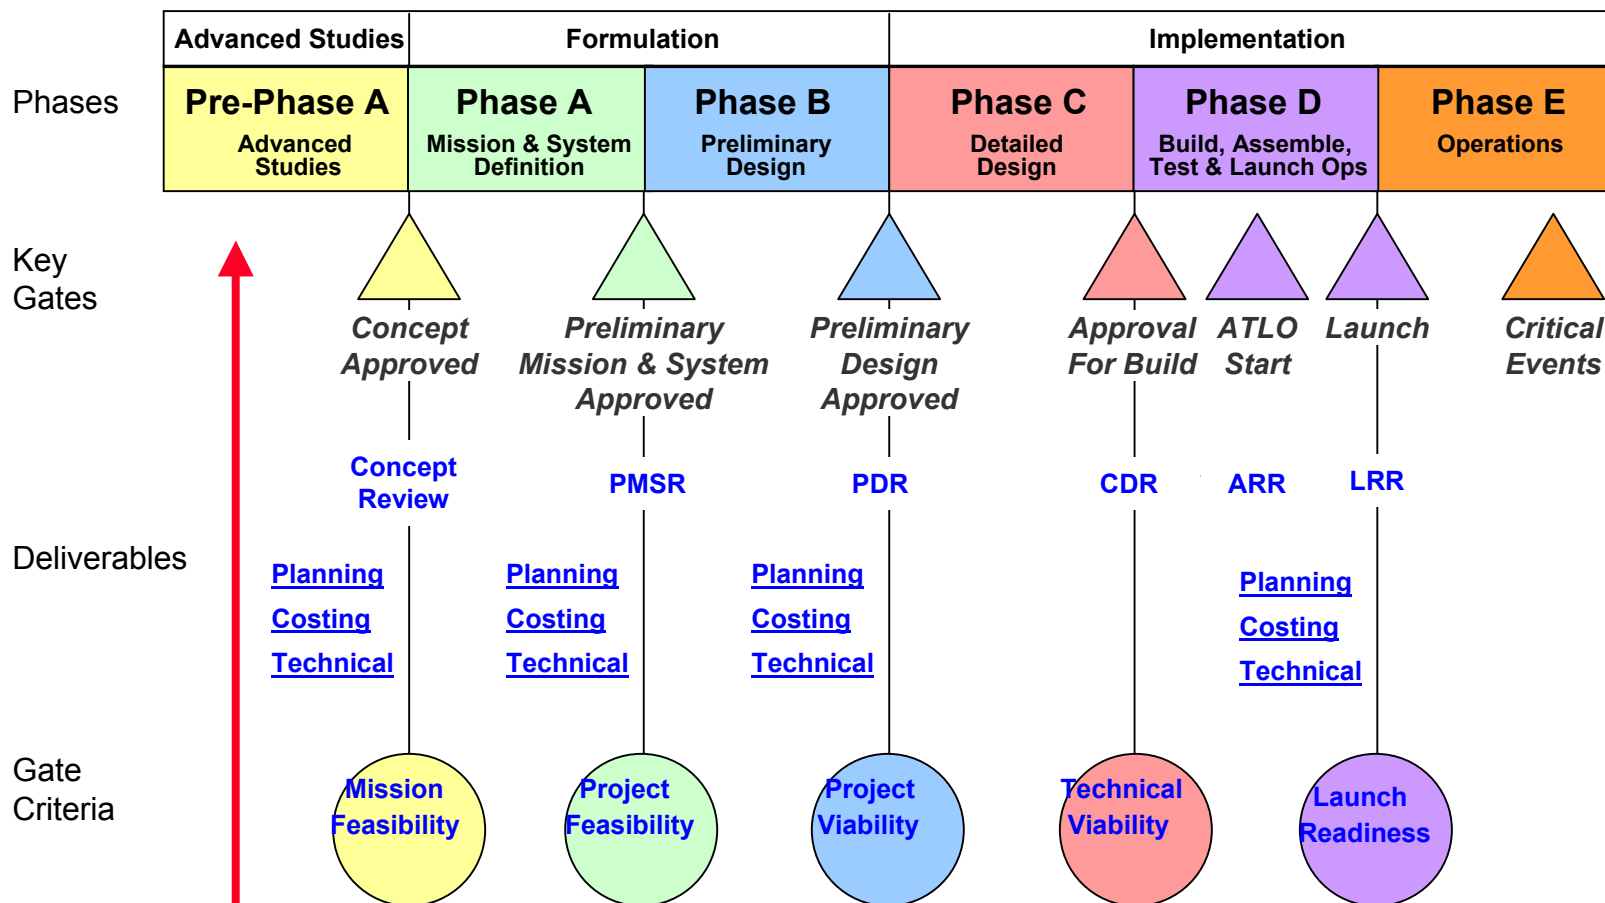 Advanced Studies Formulation Implementation
Phases
Pre-Phase A
Advanced
Studies
Phase A
Mission & System
Definition
Phase B
Preliminary
Design
Phase C
Detailed
Design
Phase D
Build, Assemble,
Test & Launch Ops
Phase E
Operations
Key
Gates
Concept
Approved
Preliminary
Mission & System
Approved
Preliminary
Design
Approved
Approval
For Build
ATLO
Start
Launch
Critical
Events
Concept
Review
PMSR
PDR
CDR
ARR
LRR
Deliverables
Planning
Costing
Technical
Planning
Costing
Technical
Planning
Costing
Technical
Planning
Costing
Technical
Gate
Criteria
Mission
Feasibility
Project
Feasibility
Project
Viability
Technical
Viability
Launch
Readiness